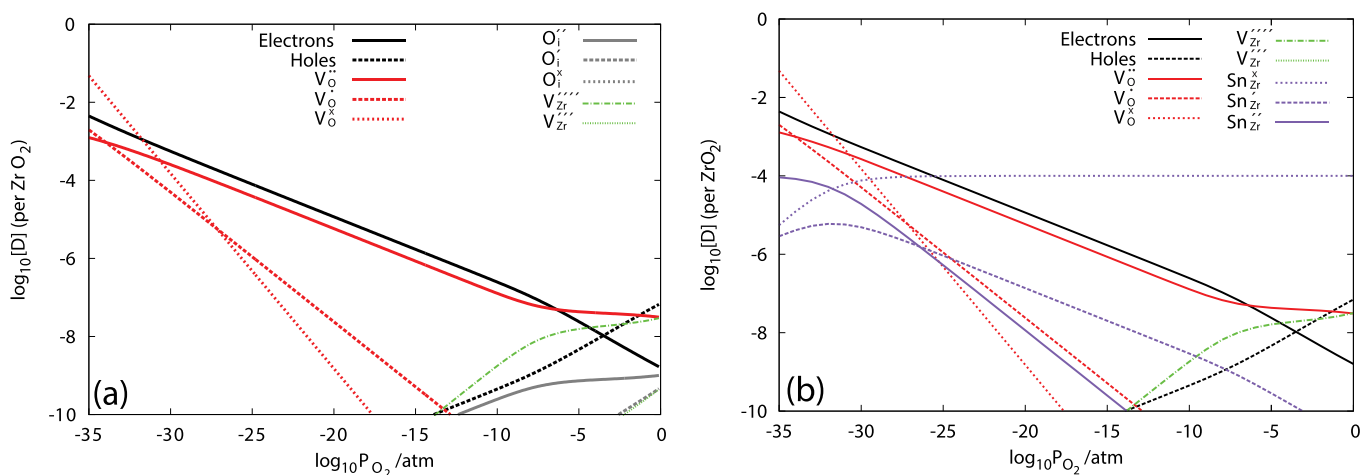 0
-2
-4
-6
-8
-10
log₁₀[D] (per Zr O₂)
Electrons
Holes
V_O^••
V_O^•
V_O^x
O_i^′′
O_i^′
O_i^x
V_Zr^′′′′
V_Zr^′′′
(a)
-35 -30 -25 -20 -15 -10 -5 0
log₁₀P_O₂ /atm
0
-2
-4
-6
-8
-10
log₁₀[D] (per ZrO₂)
Electrons
Holes
V_O^••
V_O^•
V_O^x
V_Zr^′′′′
V_Zr^′′′
Sn_Zr^x
Sn_Zr^′
Sn_Zr^′′
(b)
-35 -30 -25 -20 -15 -10 -5 0
log₁₀P_O₂ /atm